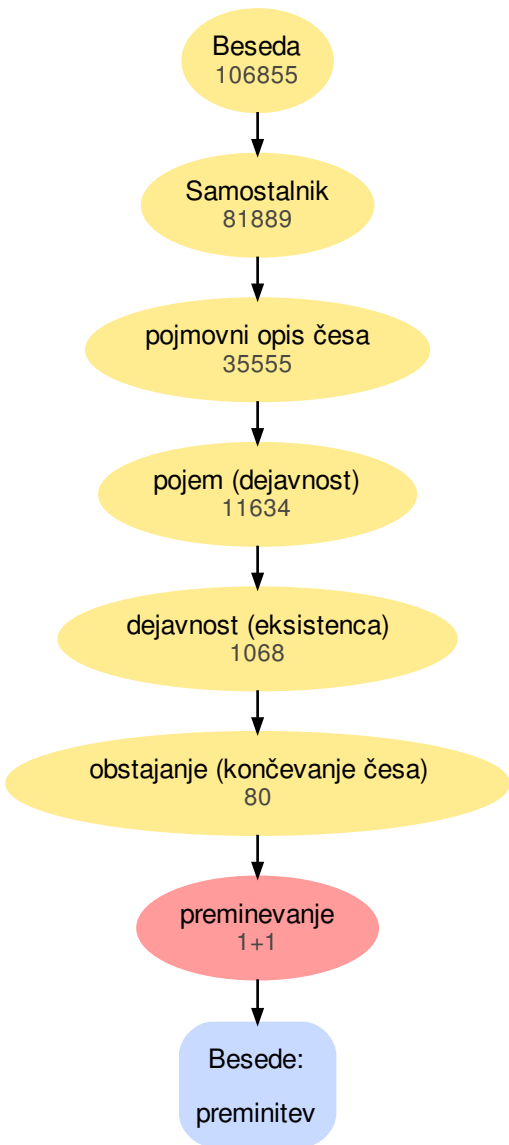 Beseda
106855
Samostalnik
81889
pojmovni opis česa
35555
pojem (dejavnost)
11634
dejavnost (eksistenca)
1068
obstajanje (končevanje česa)
80
preminevanje
1+1
Besede:
preminitev